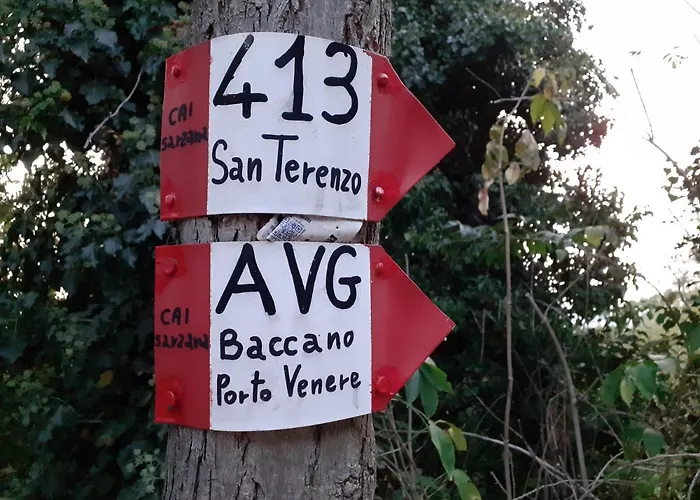 413
CAI
sarzana
San Terenzo
AVG
CAI
sarzana
Baccano
Porto Venere